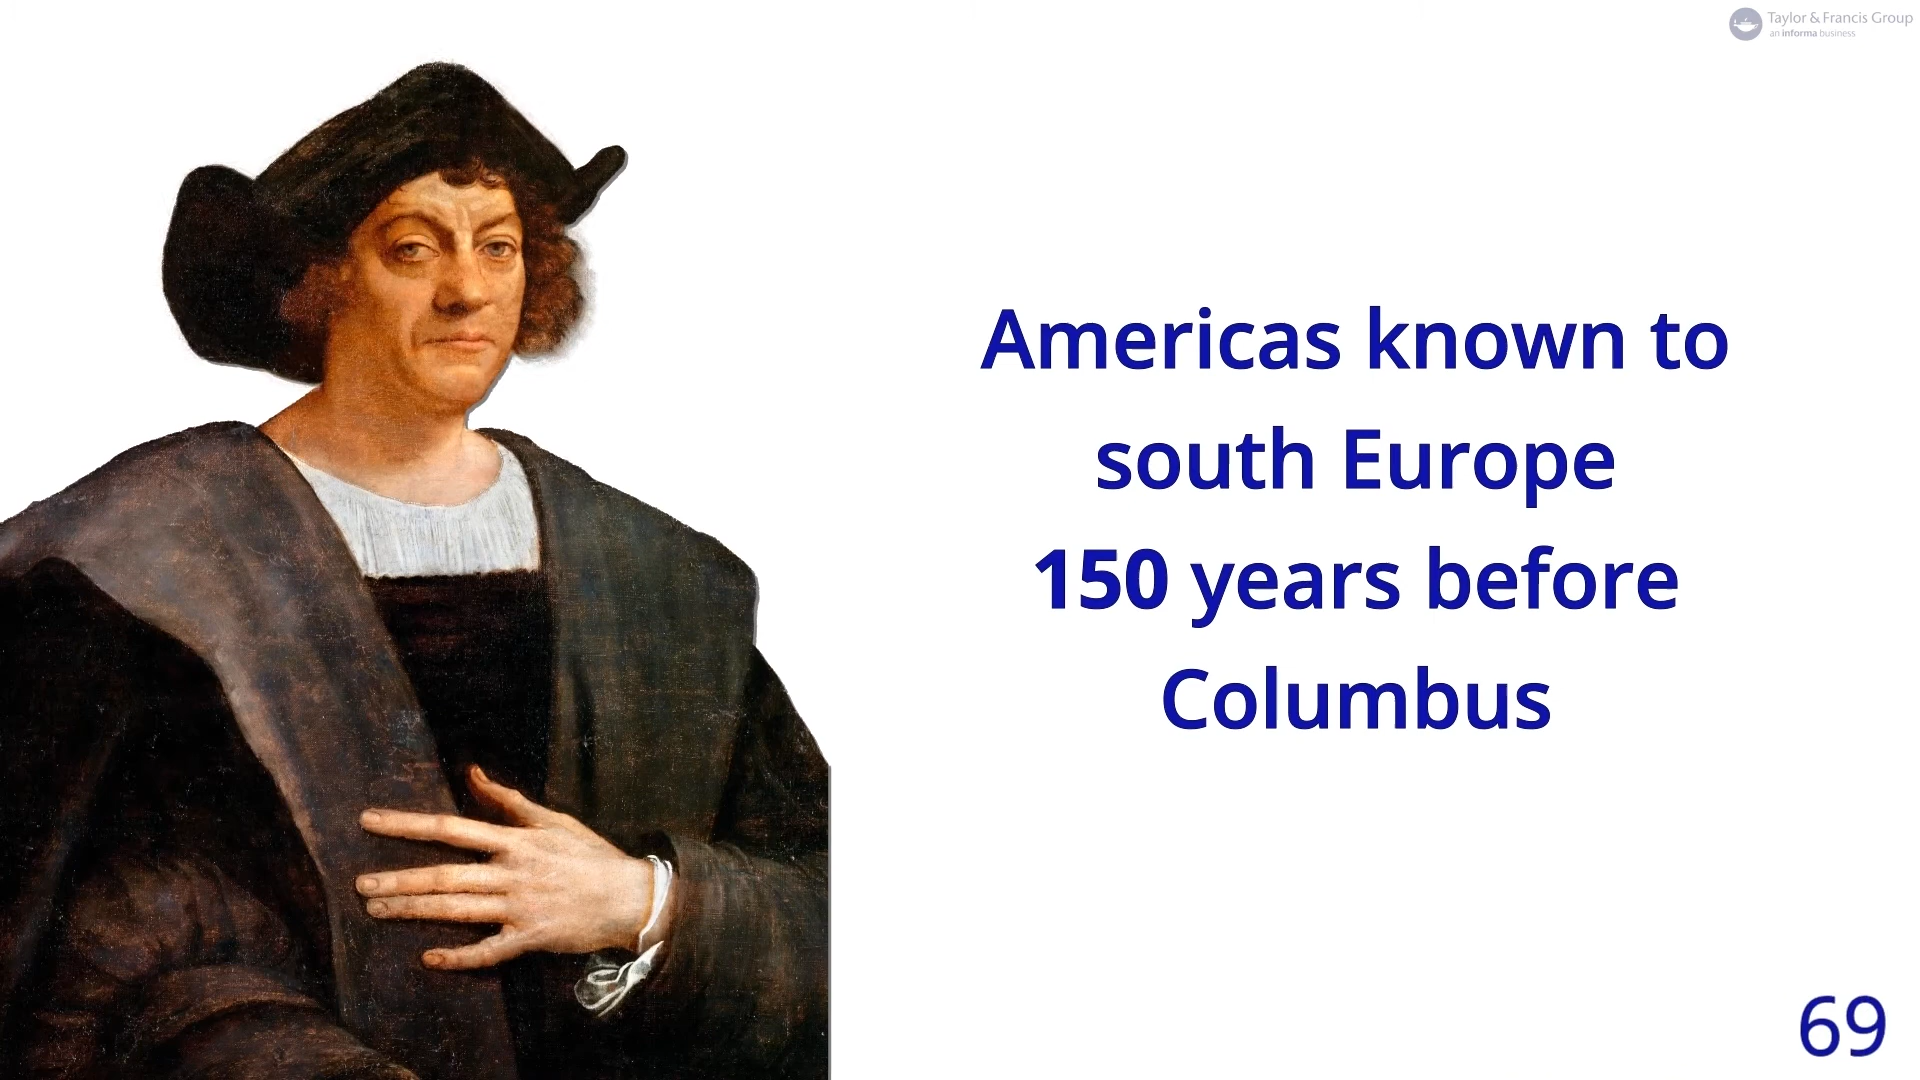 Taylor & Francis Group
an informa business
Americas known to
south Europe
150 years before
Columbus
69